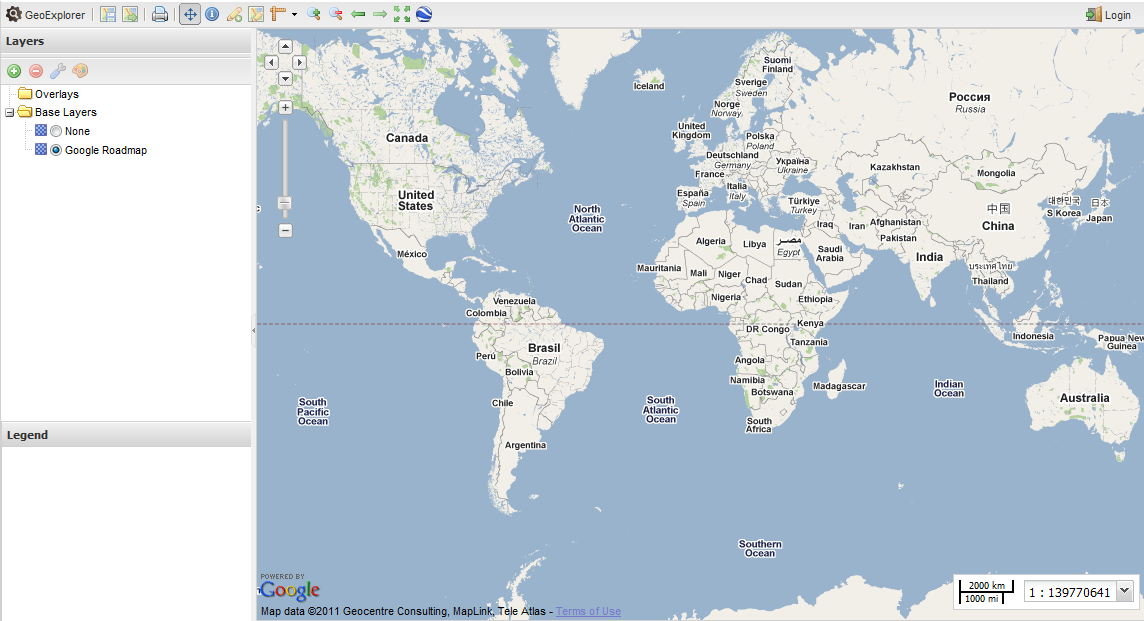 GeoExplorer
Login
Layers
Overlays
Base Layers
None
Google Roadmap
Legend
Suomi
Finland
Iceland
Sverige
Sweden
Norge
Norway
Россия
Russia
Canada
United
Kingdom
Polska
Poland
Deutschland
Germany
Україна
Ukraine
France
Kazakhstan
Mongolia
United
States
España
Spain
Italia
Italy
Türkiye
Turkey
中国
China
대한민국
S Korea
日本
Japan
North
Atlantic
Ocean
Iraq
Iran
Afghanistan
Pakistan
México
Algeria
Libya
مصر
Egypt
Saudi
Arabia
India
ประเทศไทย
Thailand
Mauritania
Mali
Niger
Chad
Sudan
Nigeria
Ethiopia
Venezuela
Colombia
DR Congo
Kenya
Tanzania
Indonesia
Papua New
Guinea
Perú
Brasil
Brazil
Bolivia
Angola
Namibia
Botswana
Madagascar
Indian
Ocean
Australia
South
Pacific
Ocean
Chile
South
Atlantic
Ocean
South
Africa
Argentina
Southern
Ocean
POWERED BY
Google
Map data ©2011 Geocentre Consulting, MapLink, Tele Atlas - Terms of Use
2000 km
1000 mi
1 : 139770641